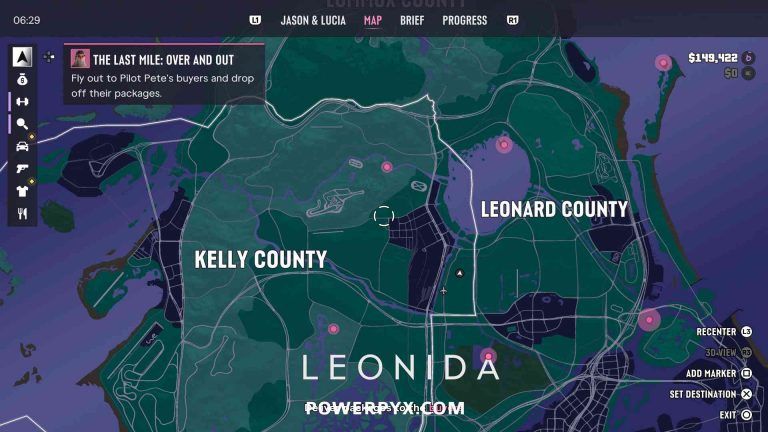 06:29
L1 JASON & LUCIA MAP BRIEF PROGRESS R1
$149,422
$0
THE LAST MILE: OVER AND OUT
Fly out to Pilot Pete's buyers and drop
off their packages.
LEONARD COUNTY
KELLY COUNTY
LEONIDA
POWERPYX.COM
RECENTER L3
3D VIEW R3
ADD MARKER
SET DESTINATION
EXIT